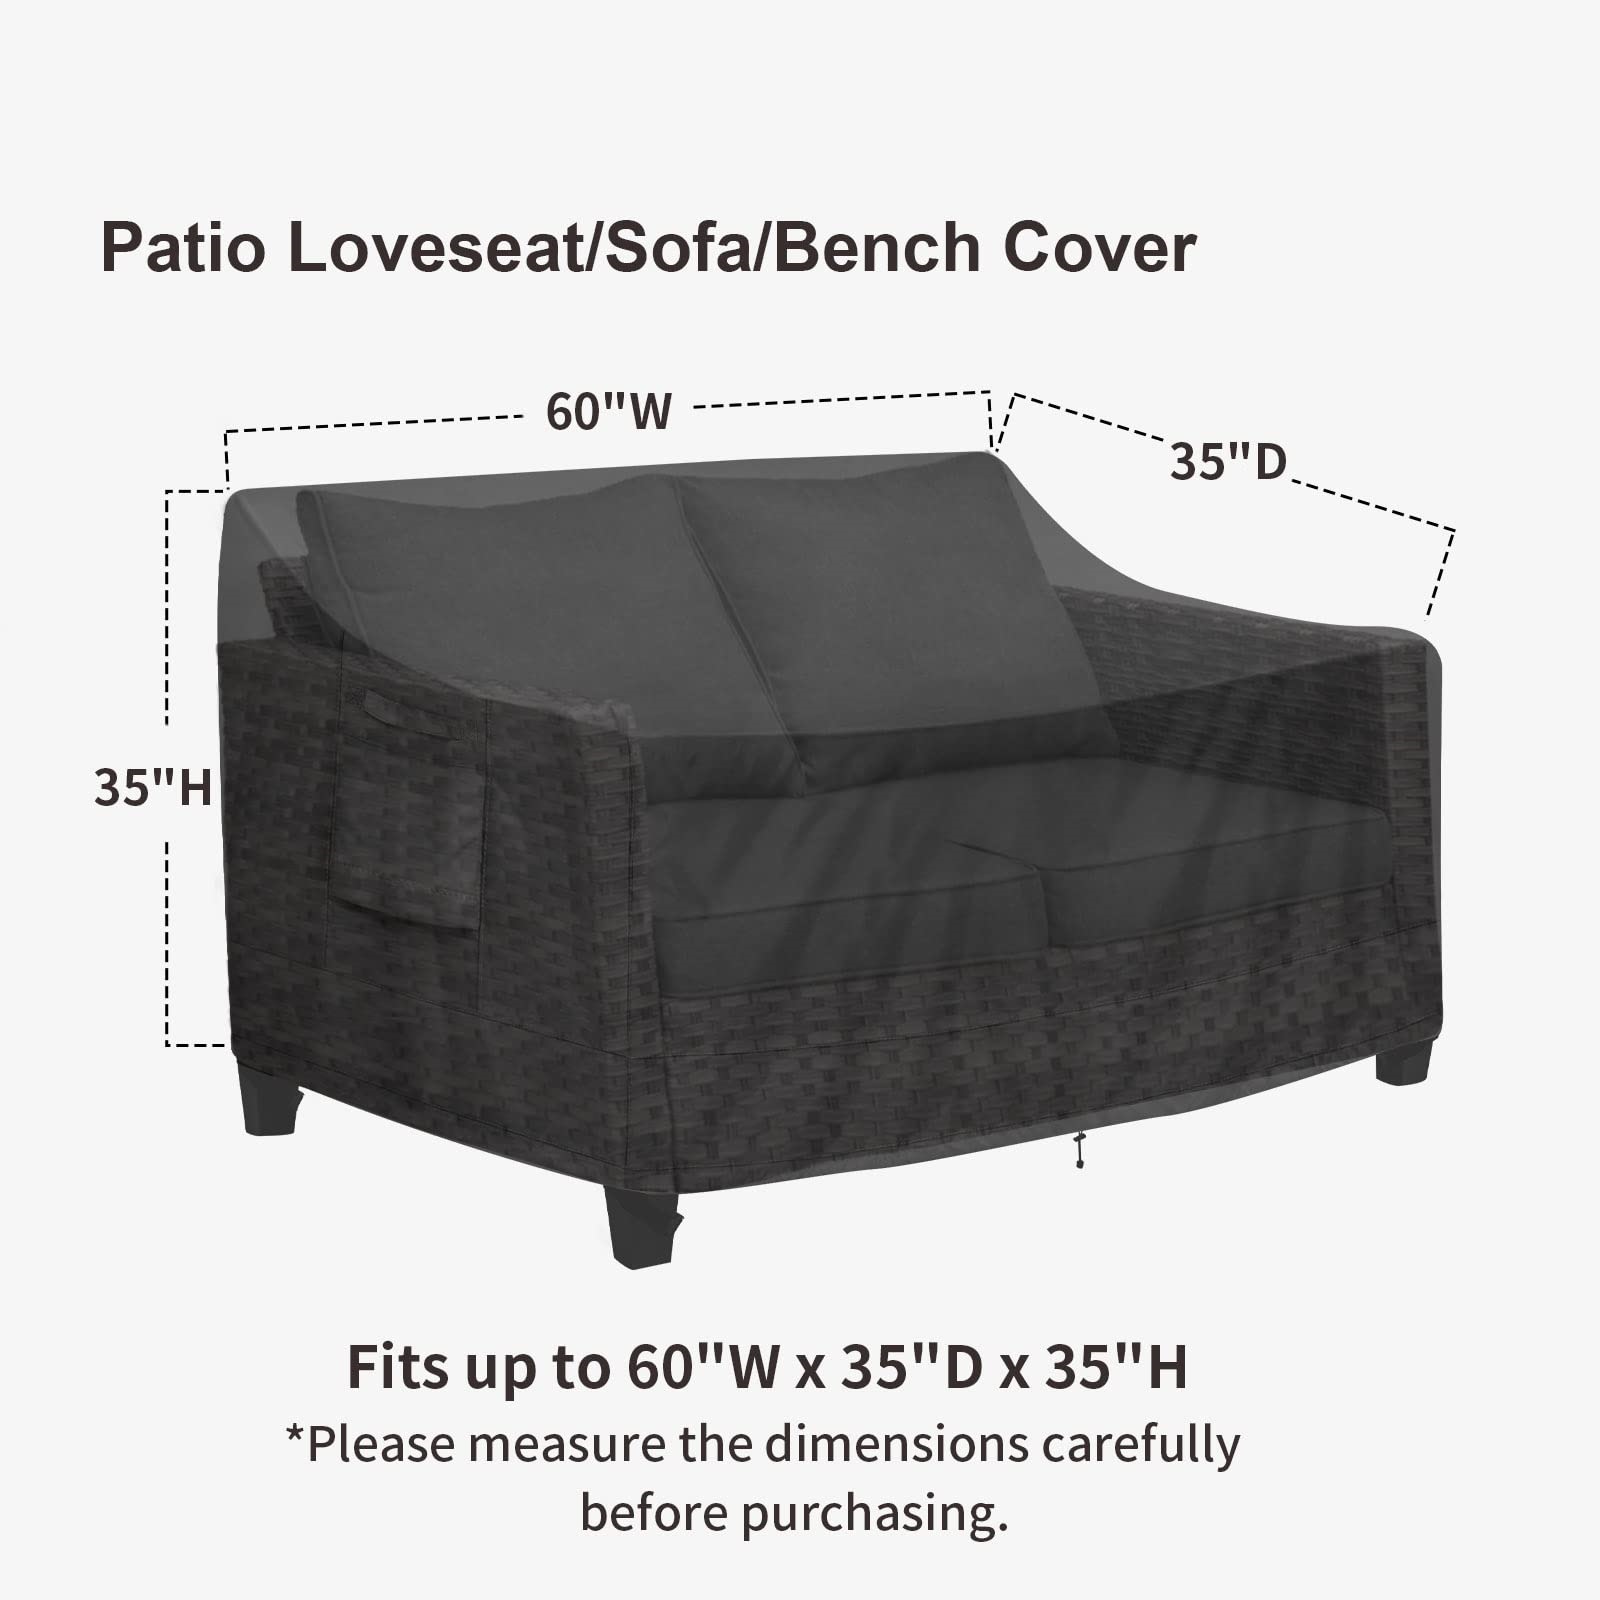 Patio Loveseat/Sofa/Bench Cover
60"W
35"D
35"H
Fits up to 60"W x 35"D x 35"H
*Please measure the dimensions carefully
before purchasing.